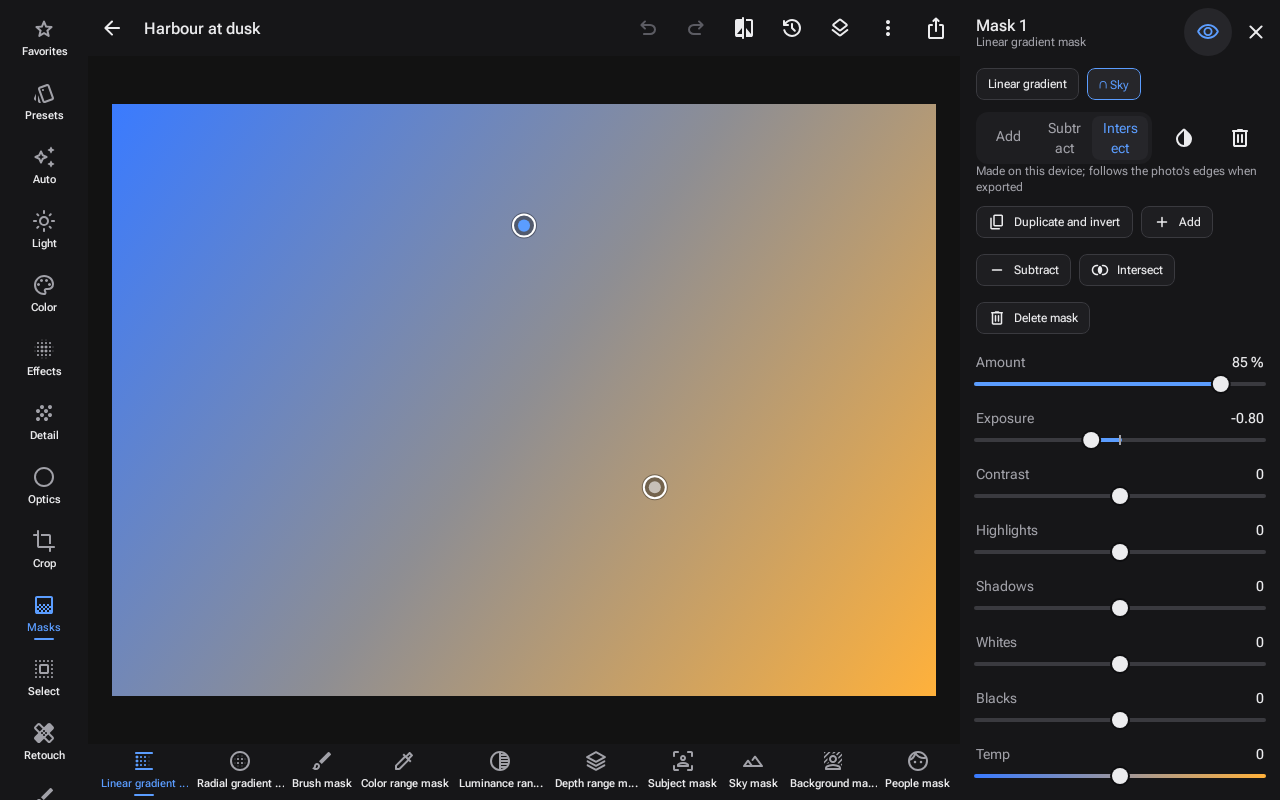 Favorites
Presets
Auto
Light
Color
Effects
Detail
Optics
Crop
Masks
Select
Retouch
Harbour at dusk
Linear gradient ...
Radial gradient ...
Brush mask
Color range mask
Luminance ran...
Depth range m...
Subject mask
Sky mask
Background ma...
People mask
Mask 1
Linear gradient mask
Linear gradient
∩ Sky
Add
Subtr
act
Inters
ect
Made on this device; follows the photo's edges when
exported
Duplicate and invert
Add
Subtract
Intersect
Delete mask
Amount 85 %
Exposure -0.80
Contrast 0
Highlights 0
Shadows 0
Whites 0
Blacks 0
Temp 0